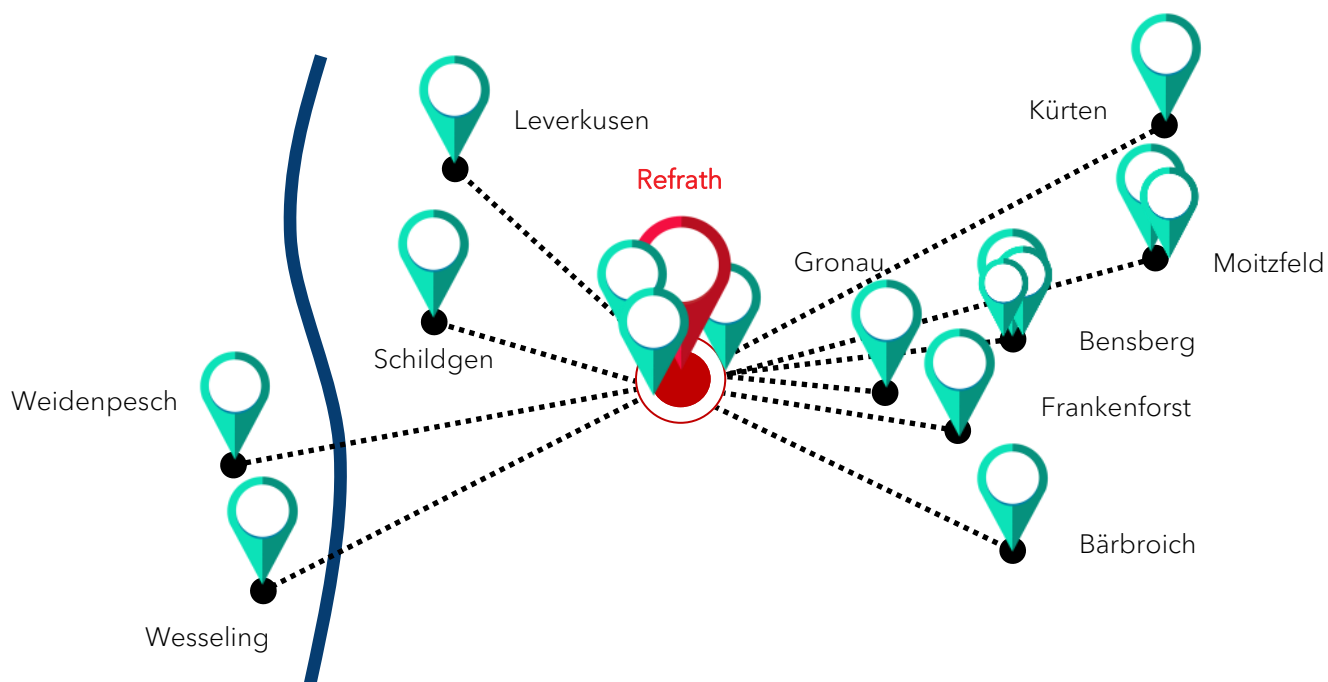 Kürten
Leverkusen
Refrath
Gronau
Moitzfeld
Schildgen
Bensberg
Weidenpesch
Frankenforst
Bärbroich
Wesseling